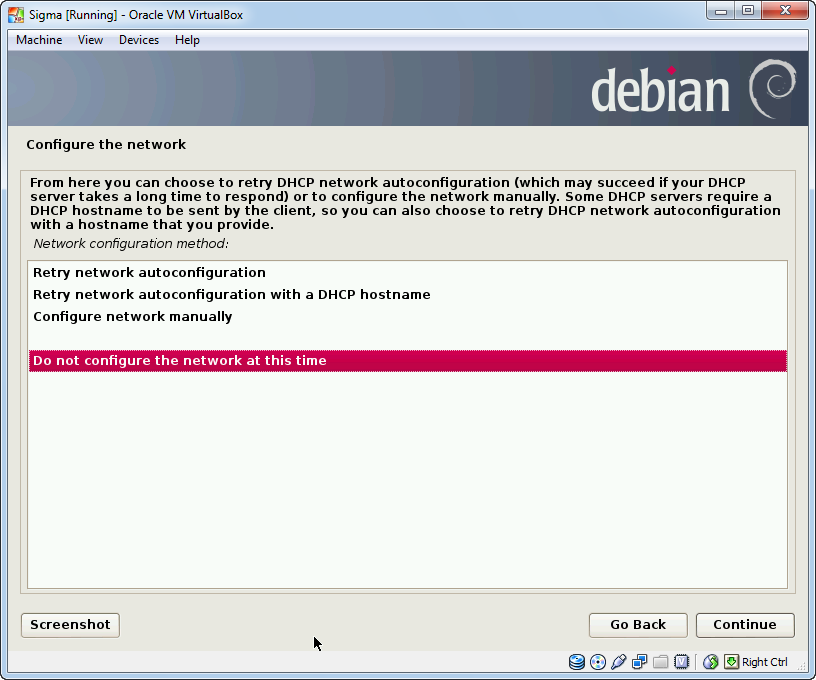 Sigma [Running] - Oracle VM VirtualBox
Machine View Devices Help
debian
Configure the network
From here you can choose to retry DHCP network autoconfiguration (which may succeed if your DHCP
server takes a long time to respond) or to configure the network manually. Some DHCP servers require a
DHCP hostname to be sent by the client, so you can also choose to retry DHCP network autoconfiguration
with a hostname that you provide.
Network configuration method:
Retry network autoconfiguration
Retry network autoconfiguration with a DHCP hostname
Configure network manually
Do not configure the network at this time
Screenshot Go Back Continue
Right Ctrl